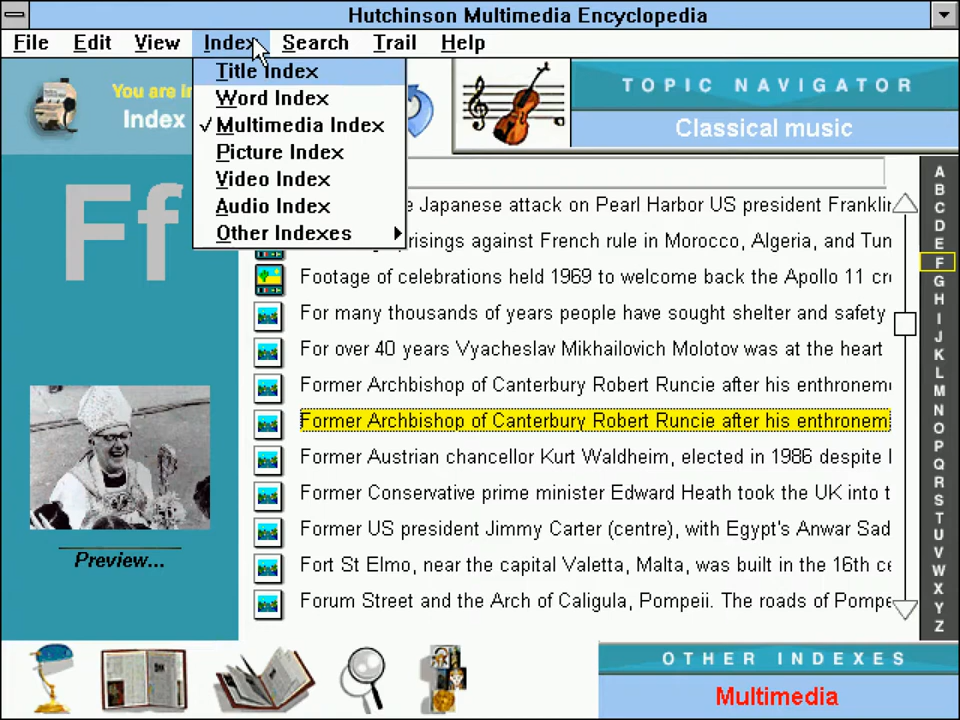 Hutchinson Multimedia Encyclopedia
File Edit View Index Search Trail Help
Title Index
Word Index
✓Multimedia Index
Picture Index
Video Index
Audio Index
Other Indexes
You are in
Index
TOPIC NAVIGATOR
Classical music
Ff
e Japanese attack on Pearl Harbor US president Franklin
risings against French rule in Morocco, Algeria, and Tun
Footage of celebrations held 1969 to welcome back the Apollo 11 cre
For many thousands of years people have sought shelter and safety
For over 40 years Vyacheslav Mikhailovich Molotov was at the heart
Former Archbishop of Canterbury Robert Runcie after his enthronem
Former Archbishop of Canterbury Robert Runcie after his enthronem
Former Austrian chancellor Kurt Waldheim, elected in 1986 despite
Former Conservative prime minister Edward Heath took the UK into t
Former US president Jimmy Carter (centre), with Egypt's Anwar Sad
Fort St Elmo, near the capital Valetta, Malta, was built in the 16th ce
Forum Street and the Arch of Caligula, Pompeii. The roads of Pompe
Preview...
A
B
C
D
E
F
G
H
I
J
K
L
M
N
O
P
Q
R
S
T
U
V
W
X
Y
Z
OTHER INDEXES
Multimedia